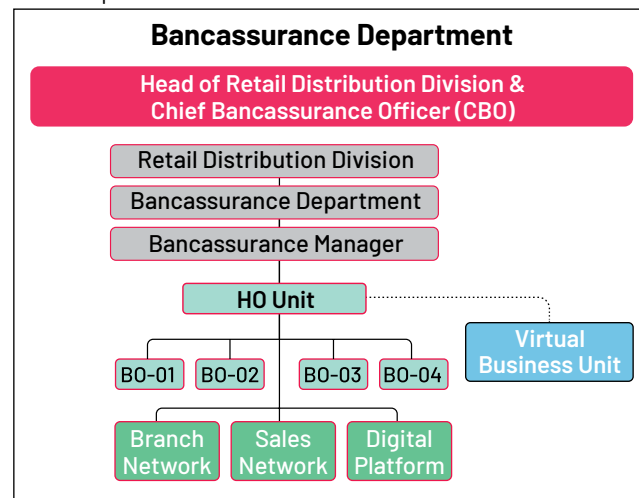 Bancassurance Department
Head of Retail Distribution Division &
Chief Bancassurance Officer (CBO)
Retail Distribution Division
Bancassurance Department
Bancassurance Manager
HO Unit
Virtual
Business Unit
BO-01
BO-02
BO-03
BO-04
Branch
Network
Sales
Network
Digital
Platform